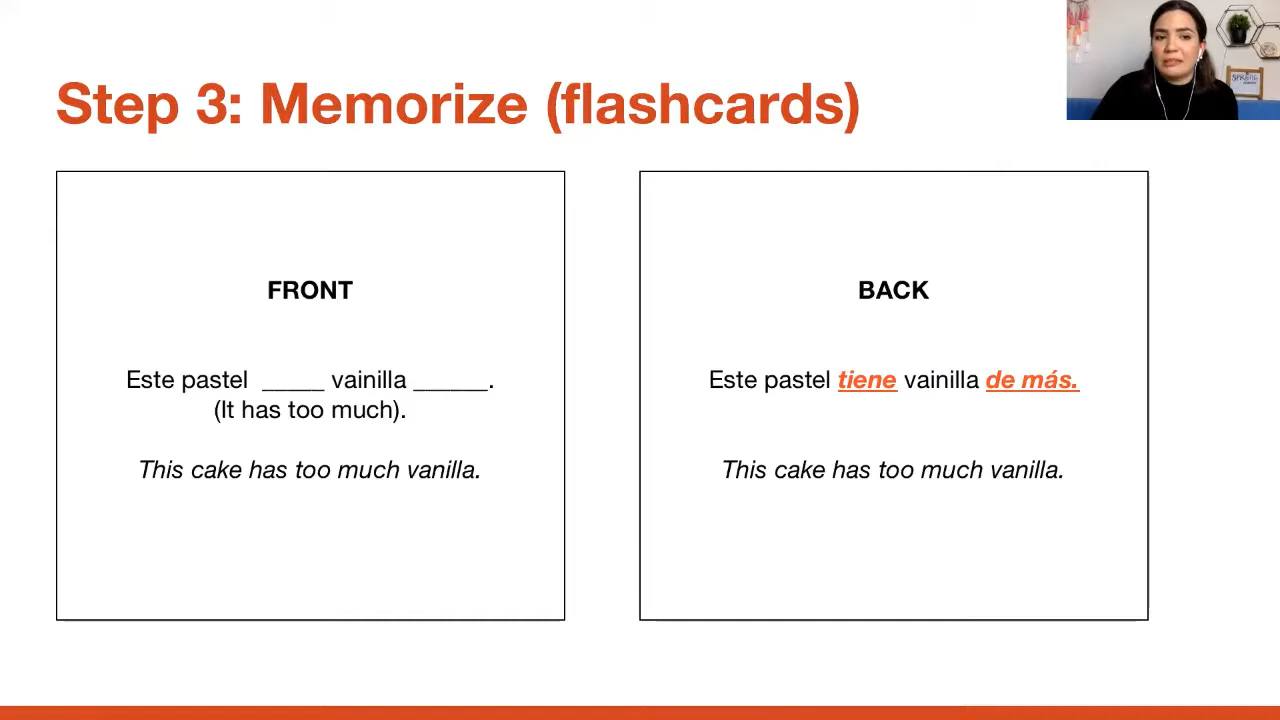 Step 3: Memorize (flashcards)
FRONT
Este pastel _____ vainilla ______.
(It has too much).
This cake has too much vanilla.
BACK
Este pastel tiene vainilla de más.
This cake has too much vanilla.